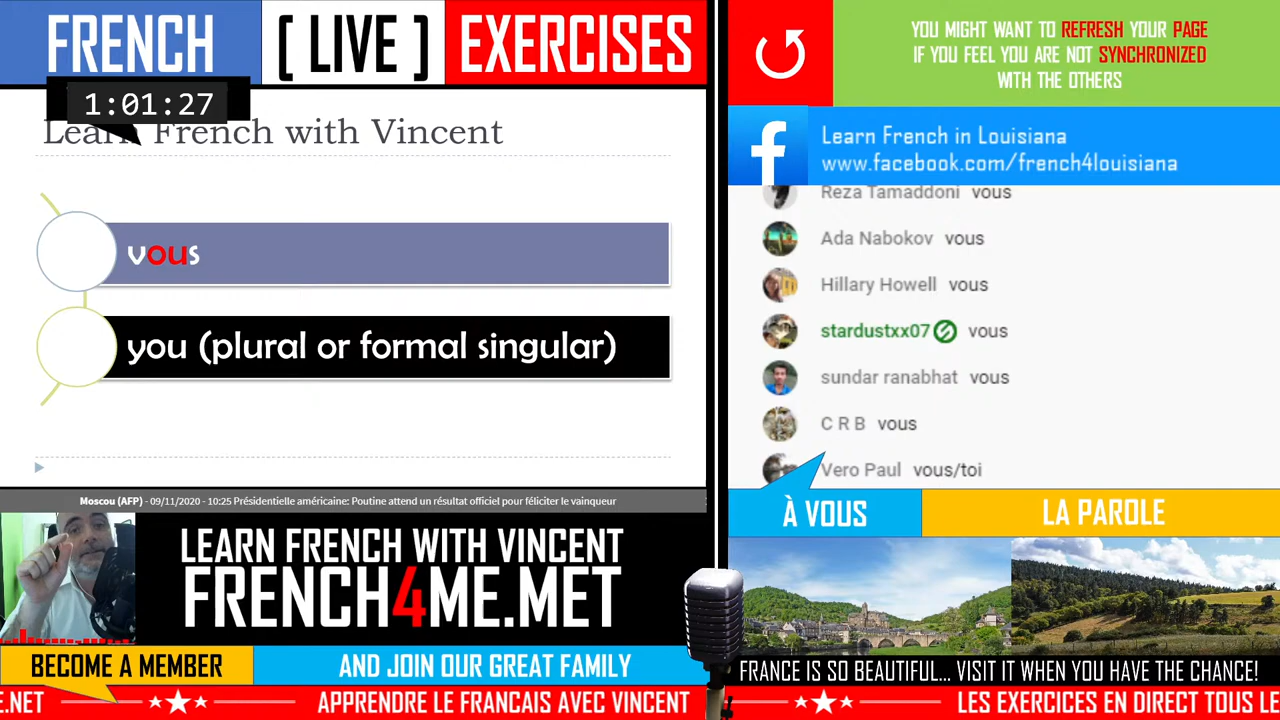 FRENCH [ LIVE ] EXERCISES
1:01:27
Learn French with Vincent
vous
you (plural or formal singular)
Moscou (AFP) - 09/11/2020 - 10:25 Présidentielle américaine: Poutine attend un résultat officiel pour féliciter le vainqueur
LEARN FRENCH WITH VINCENT
FRENCH4ME.MET
BECOME A MEMBER
AND JOIN OUR GREAT FAMILY
E.NET
APPRENDRE LE FRANCAIS AVEC VINCENT
YOU MIGHT WANT TO REFRESH YOUR PAGE
IF YOU FEEL YOU ARE NOT SYNCHRONIZED
WITH THE OTHERS
f
Learn French in Louisiana
www.facebook.com/french4louisiana
Reza Tamaddoni vous
Ada Nabokov vous
Hillary Howell vous
stardustxx07 vous
sundar ranabhat vous
C R B vous
Vero Paul vous/toi
À VOUS
LA PAROLE
FRANCE IS SO BEAUTIFUL... VISIT IT WHEN YOU HAVE THE CHANCE!
LES EXERCICES EN DIRECT TOUS LE